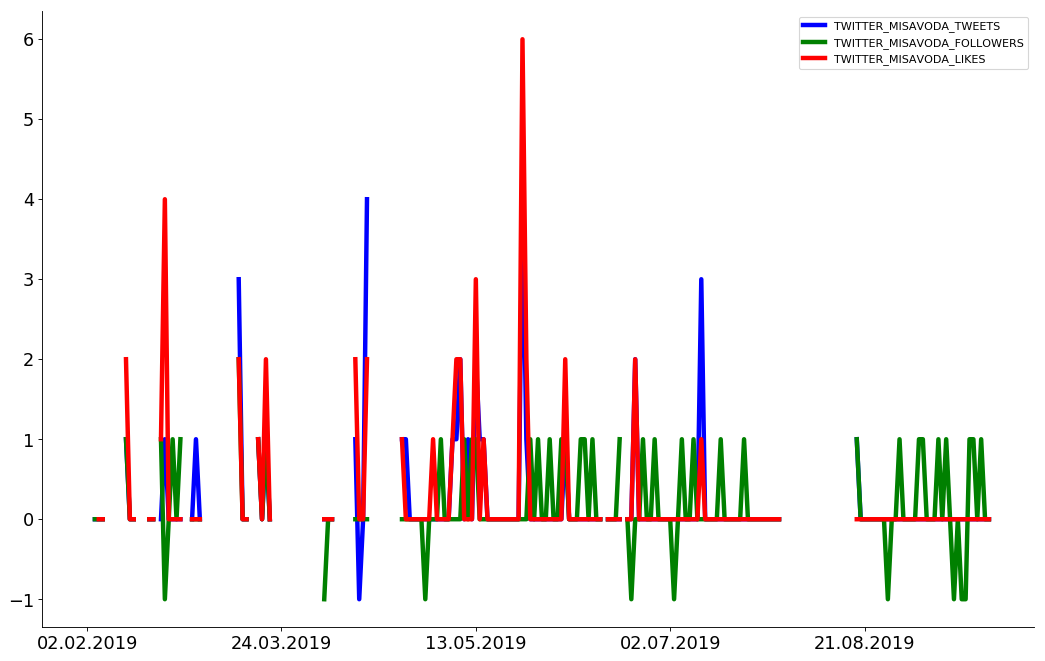 TWITTER_MISAVODA_TWEETS
TWITTER_MISAVODA_FOLLOWERS
TWITTER_MISAVODA_LIKES
6
5
4
3
2
1
0
−1
02.02.2019 24.03.2019 13.05.2019 02.07.2019 21.08.2019